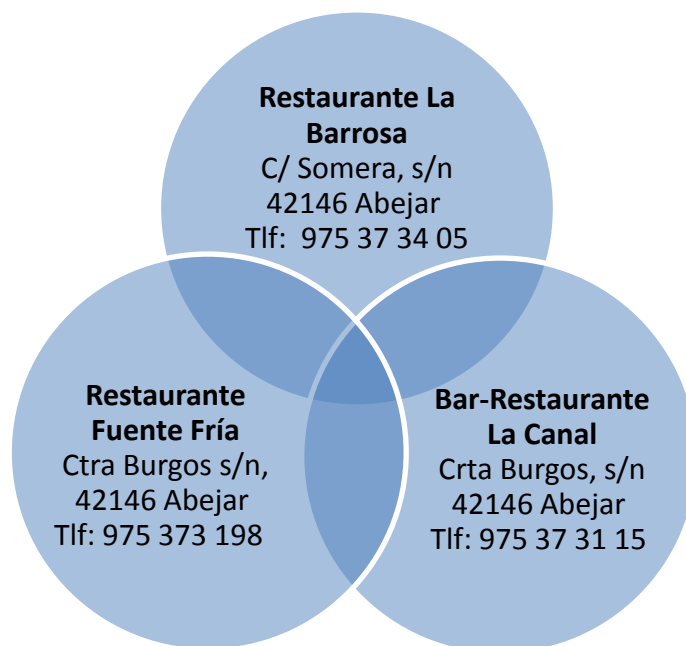 Restaurante La
Barrosa
C/ Somera, s/n
42146 Abejar
Tlf: 975 37 34 05
Restaurante
Fuente Fría
Ctra Burgos s/n,
42146 Abejar
Tlf: 975 373 198
Bar-Restaurante
La Canal
Crta Burgos, s/n
42146 Abejar
Tlf: 975 37 31 15